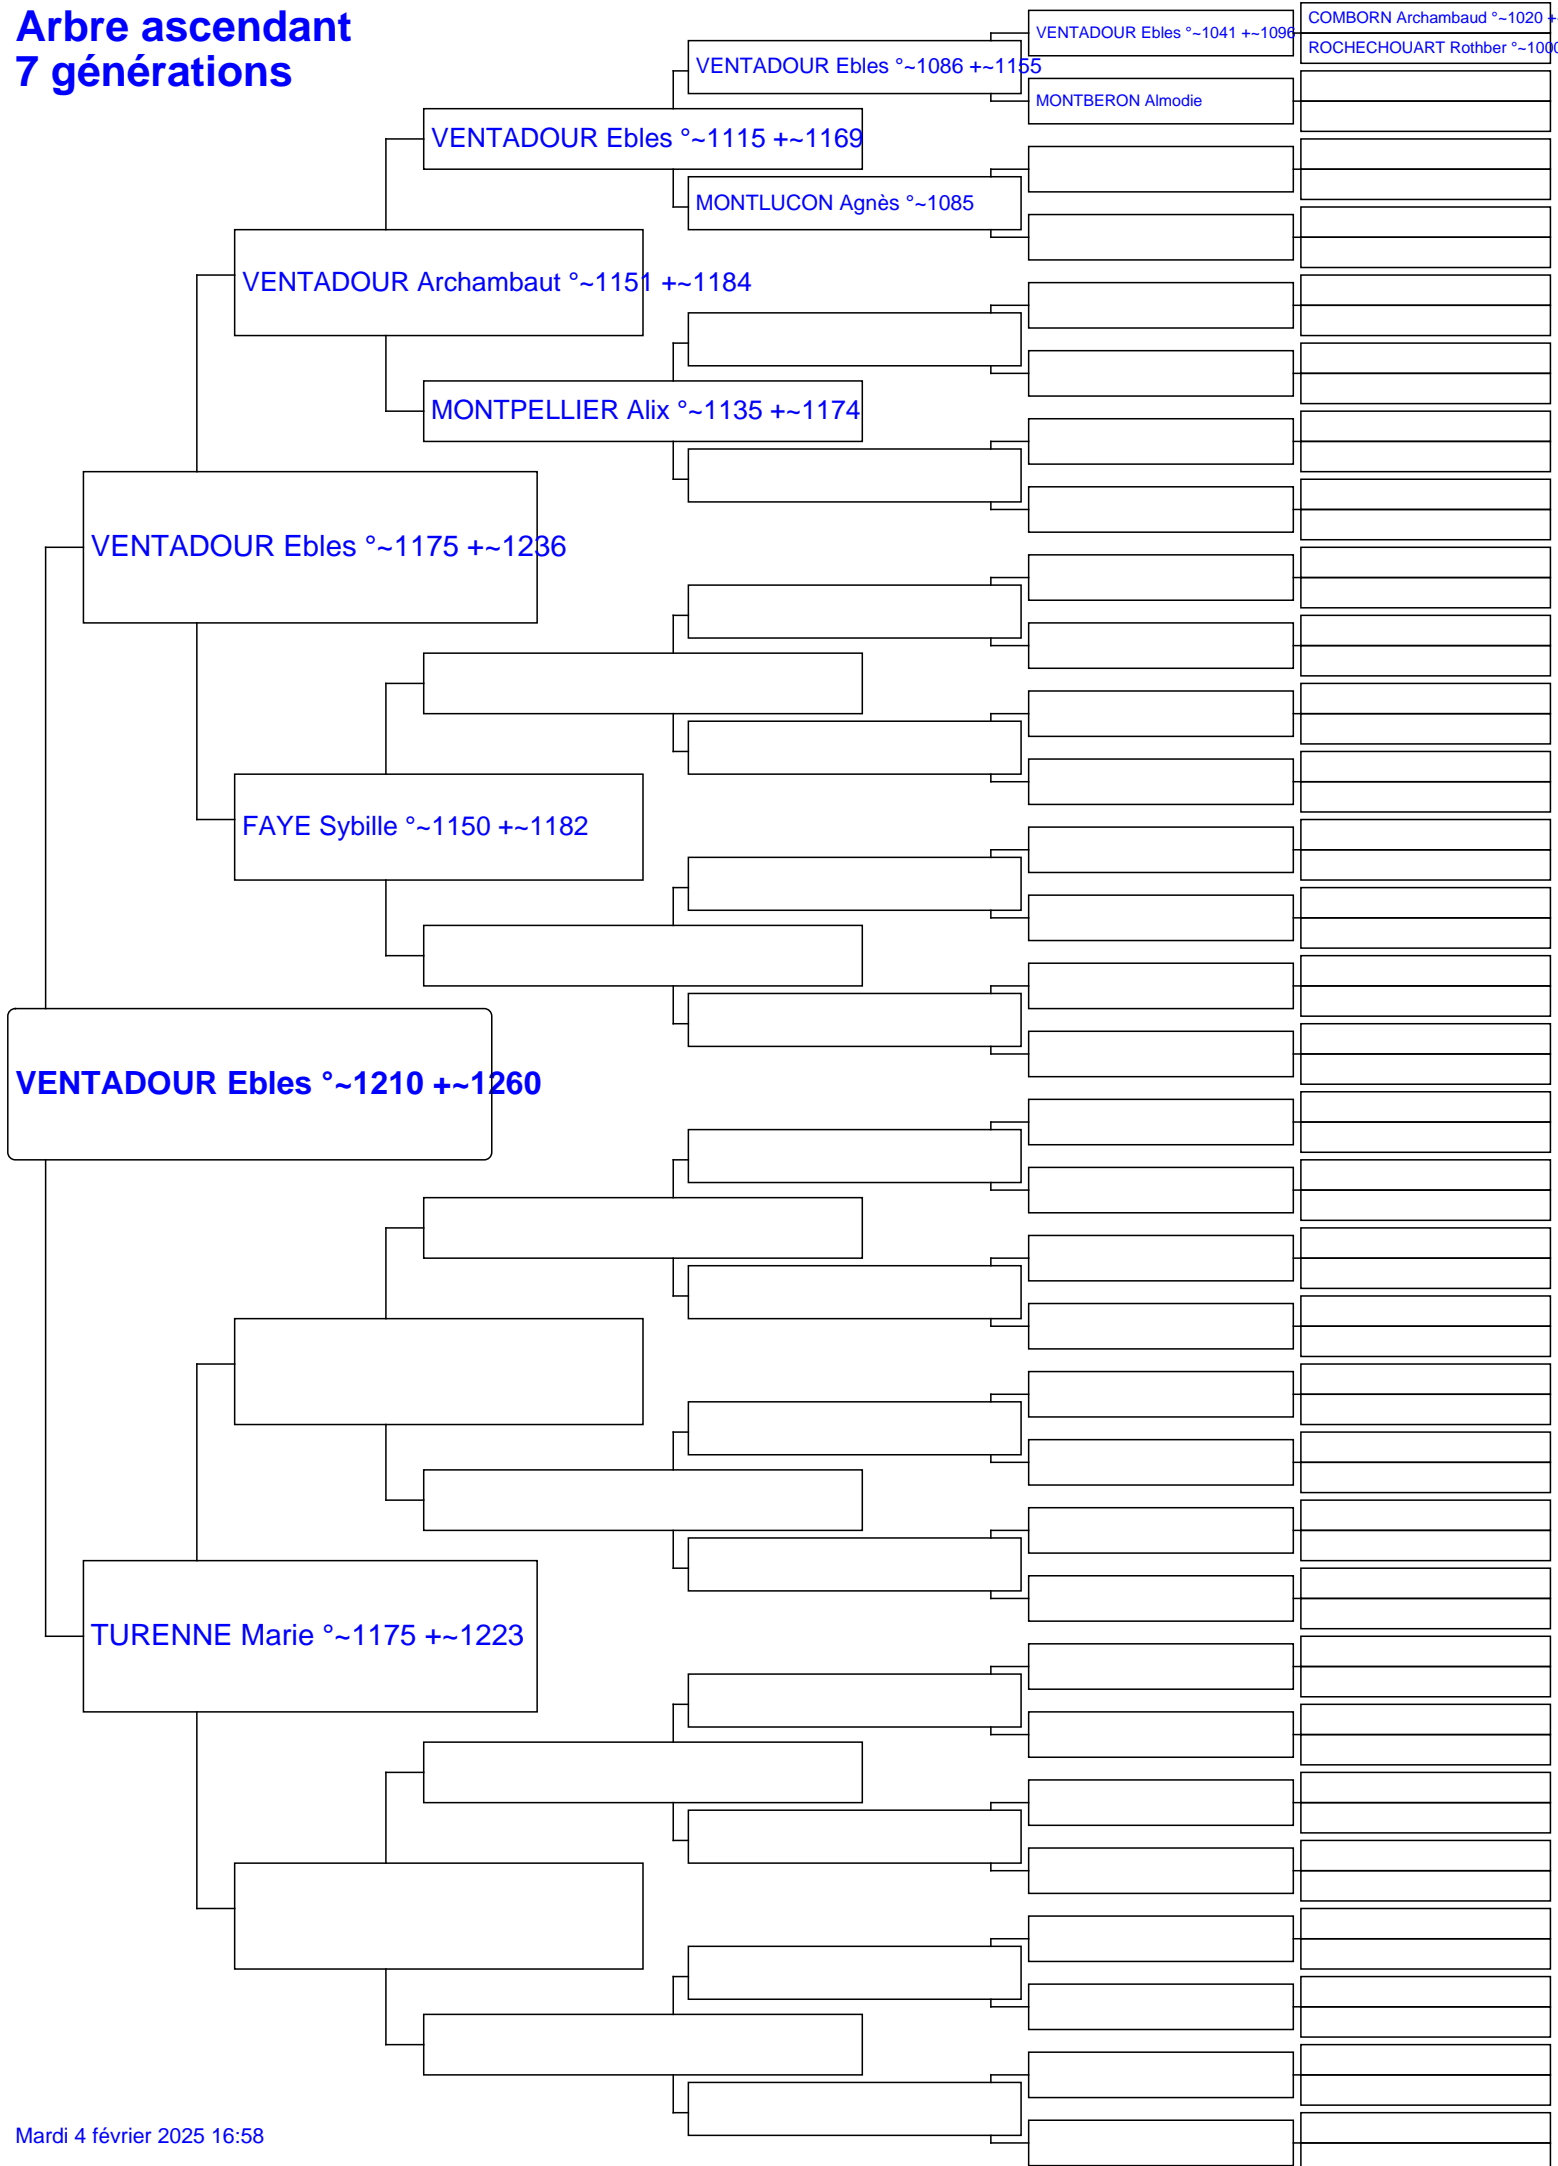 Arbre ascendant
7 générations
COMBORN Archambaud °~1020 +
VENTADOUR Ebles °~1041 +~1096
ROCHECHOUART Rothber °~1000
VENTADOUR Ebles °~1086 +~1155
MONTBERON Almodie
VENTADOUR Ebles °~1115 +~1169
MONTLUCON Agnès °~1085
VENTADOUR Archambaut °~1151 +~1184
MONTPELLIER Alix °~1135 +~1174
VENTADOUR Ebles °~1175 +~1236
FAYE Sybille °~1150 +~1182
VENTADOUR Ebles °~1210 +~1260
TURENNE Marie °~1175 +~1223
Mardi 4 février 2025 16:58